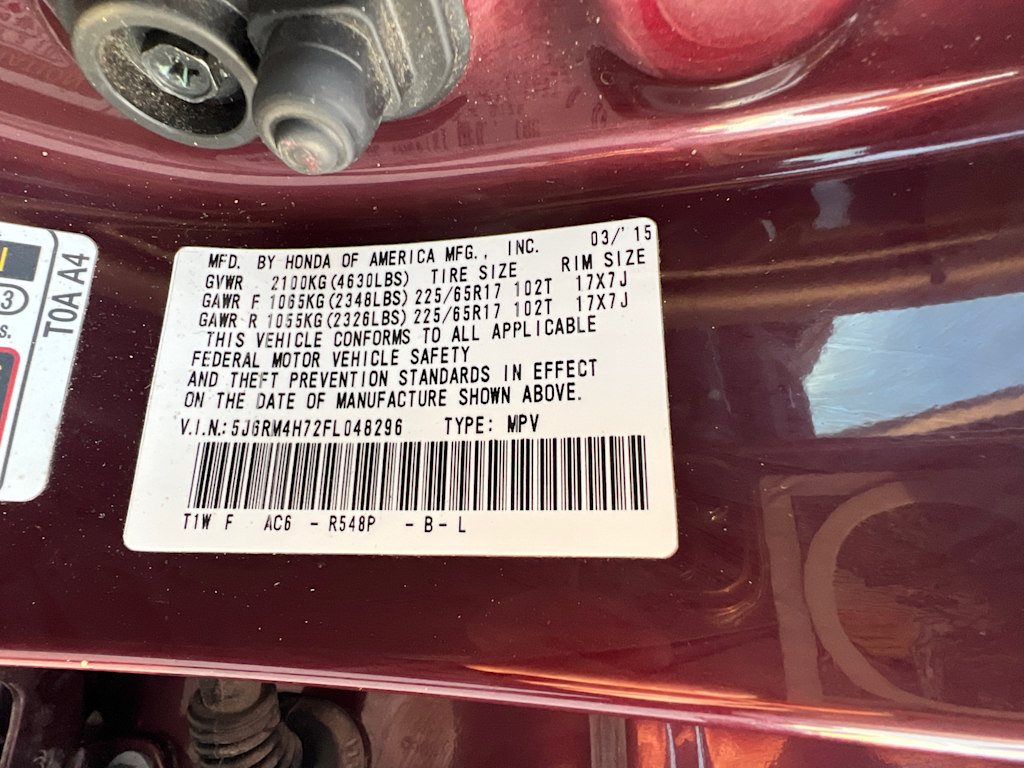 MFD. BY HONDA OF AMERICA MFG., INC. 03/'15
GVWR 2100KG(4630LBS) TIRE SIZE RIM SIZE
GAWR F 1065KG(2348LBS) 225/65R17 102T 17X7J
GAWR R 1055KG(2326LBS) 225/65R17 102T 17X7J
THIS VEHICLE CONFORMS TO ALL APPLICABLE
FEDERAL MOTOR VEHICLE SAFETY
AND THEFT PREVENTION STANDARDS IN EFFECT
ON THE DATE OF MANUFACTURE SHOWN ABOVE.
V.I.N.:5J6RM4H72FL048296 TYPE: MPV
T1W F AC6 - R548P - B - L
T0A A4
3
s.